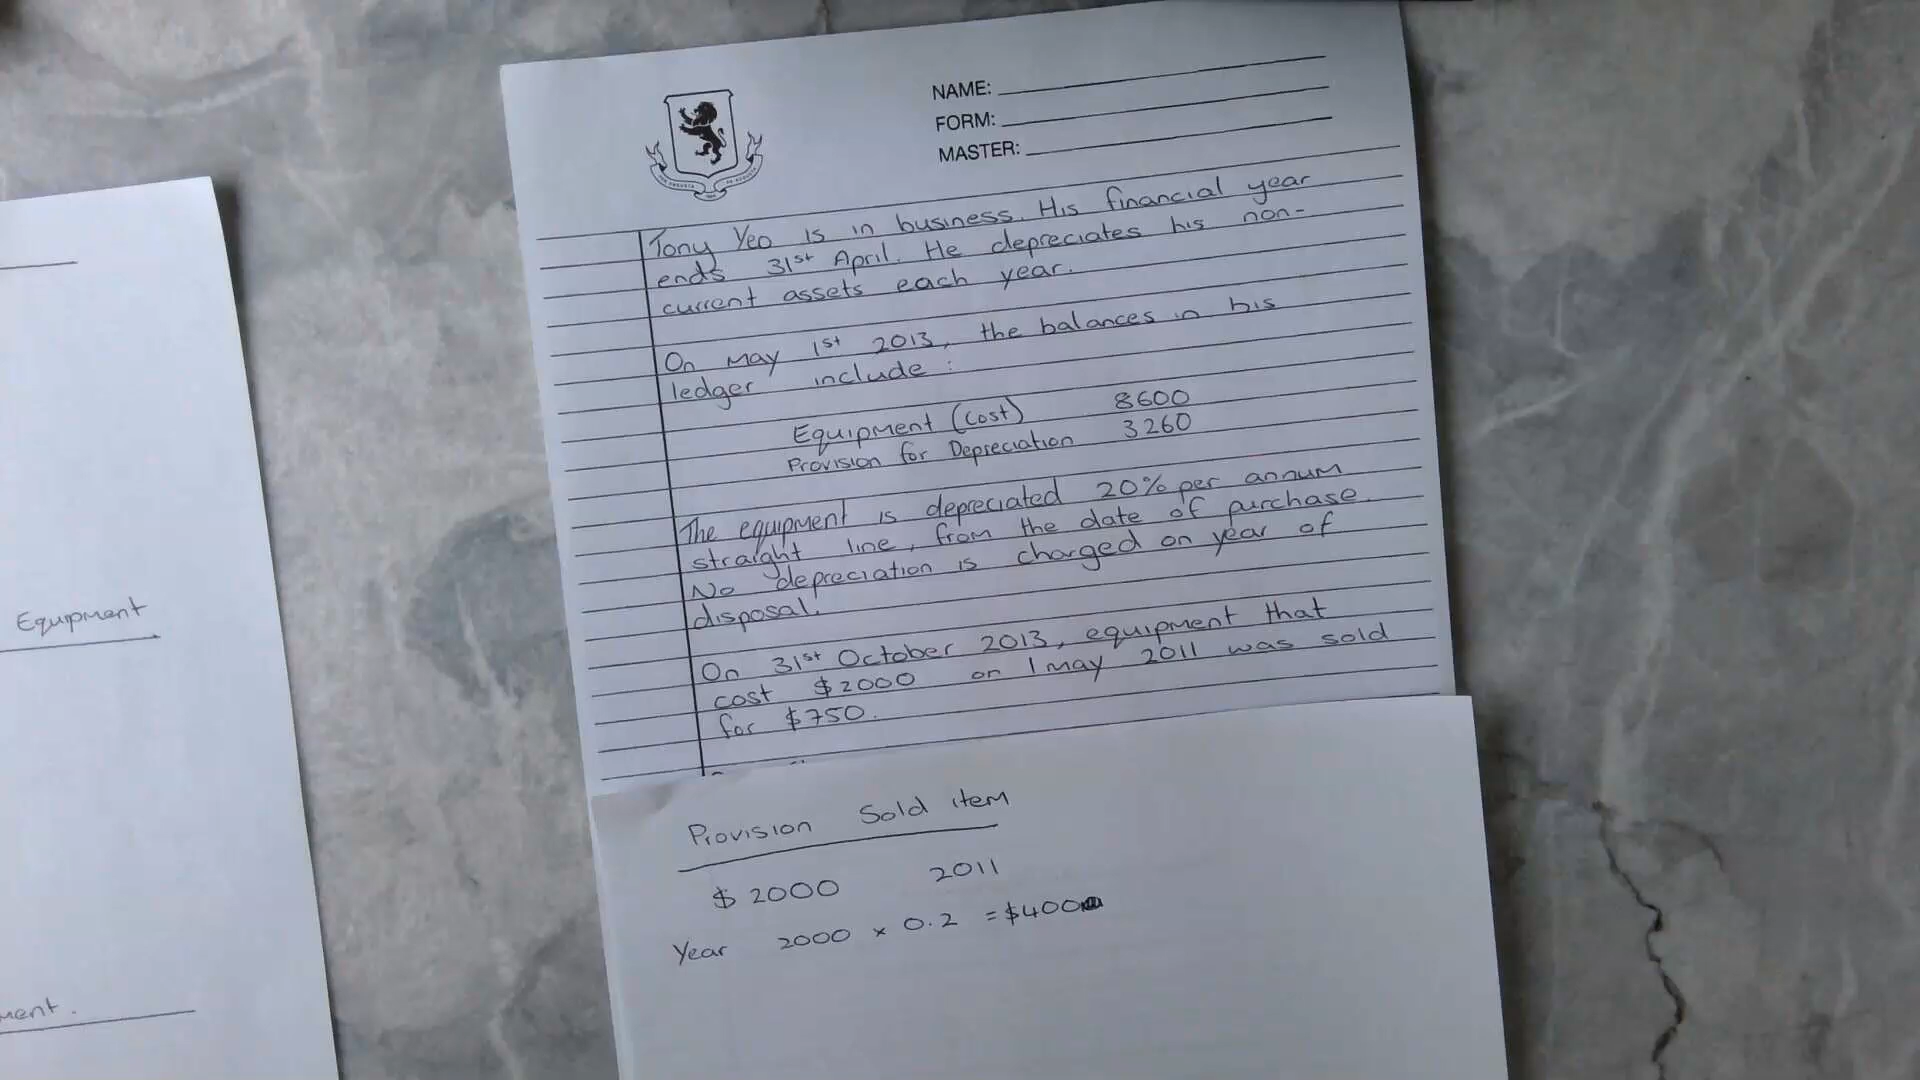 NAME:
FORM:
MASTER:
Tony Yeo is in business. His financial year
ends 31st April. He depreciates his non-
current assets each year.
On May 1st 2013, the balances in his
ledger include :
Equipment (Cost) 8600
Provision for Depreciation 3260
The equipment is depreciated 20% per annum
straight line, from the date of purchase.
No depreciation is charged on year of
disposal.
On 31st October 2013, equipment that
cost $2000 on 1 May 2011 was sold
for $750.
Provision Sold item
$ 2000 2011
Year 2000 × 0.2 = $400
Equipment